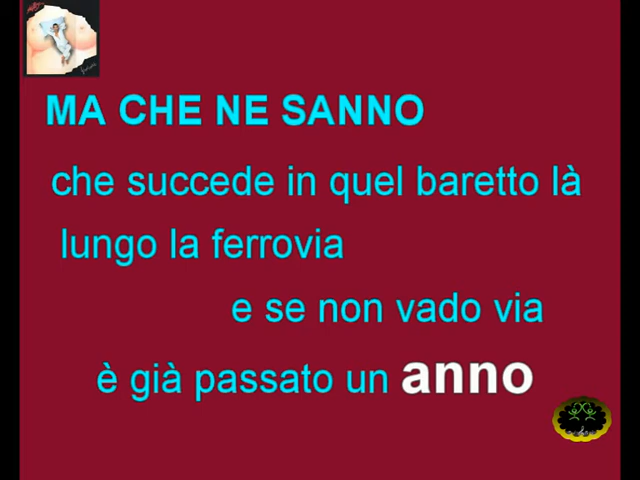 MA CHE NE SANNO
che succede in quel baretto là
lungo la ferrovia
e se non vado via
è già passato un anno